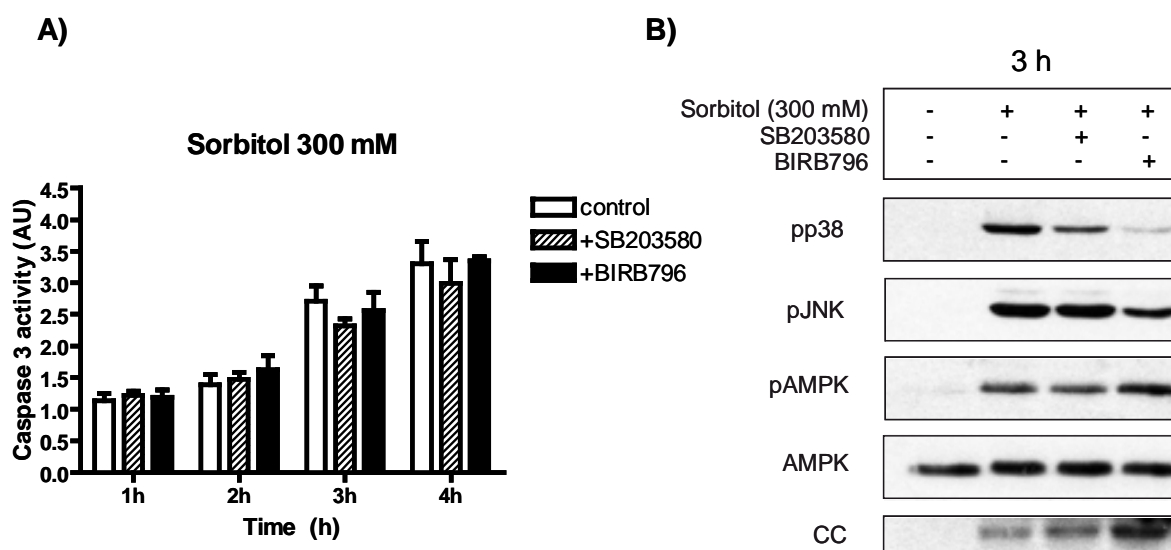 A)
Sorbitol 300 mM
Caspase 3 activity (AU)
4.5
4.0
3.5
3.0
2.5
2.0
1.5
1.0
0.5
0.0
1h 2h 3h 4h
Time (h)
control
+SB203580
+BIRB796
B)
3 h
Sorbitol (300 mM) - + + +
SB203580 - - + -
BIRB796 - - - +
pp38
pJNK
pAMPK
AMPK
CC